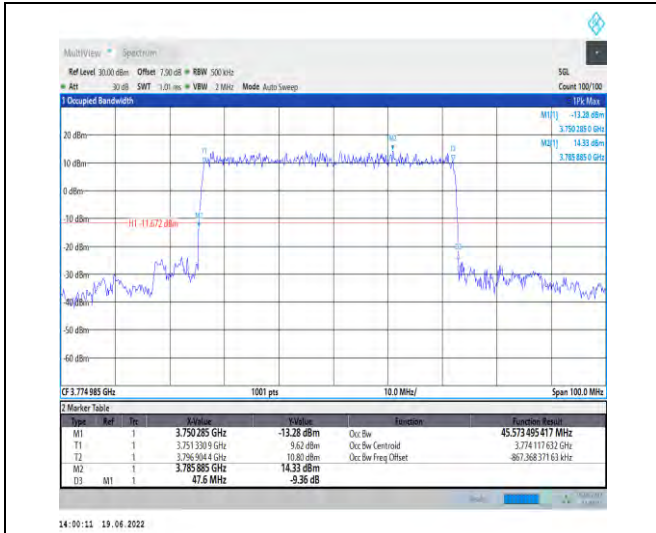 MultiView Spectrum
Ref Level 30.00 dBm Offset 7.50 dB RBW 500 kHz SGL
Att 30 dB SWT 1.01 ms VBW 2 MHz Mode Auto Sweep Count 100/100
1 Occupied Bandwidth 1Pk Max
M1[1] -13.28 dBm
3.750 285 0 GHz
M2[1] 14.33 dBm
3.785 885 0 GHz
20 dBm
10 dBm
0 dBm
-10 dBm
H1 -11.672 dBm
-20 dBm
-30 dBm
-40 dBm
-50 dBm
-60 dBm
T1
M2
T2
M1
CF 3.774 985 GHz 1001 pts 10.0 MHz/ Span 100.0 MHz
2 Marker Table
Type Ref Trc X-Value Y-Value Function Function Result
M1 1 3.750 285 GHz -13.28 dBm Occ Bw 45.573 495 417 MHz
T1 1 3.751 330 9 GHz 9.62 dBm Occ Bw Centroid 3.774 117 632 GHz
T2 1 3.796 904 4 GHz 10.80 dBm Occ Bw Freq Offset -867.368 371 63 kHz
M2 1 3.785 885 GHz 14.33 dBm
D3 M1 1 47.6 MHz -9.36 dB
14:00:11 19.06.2022